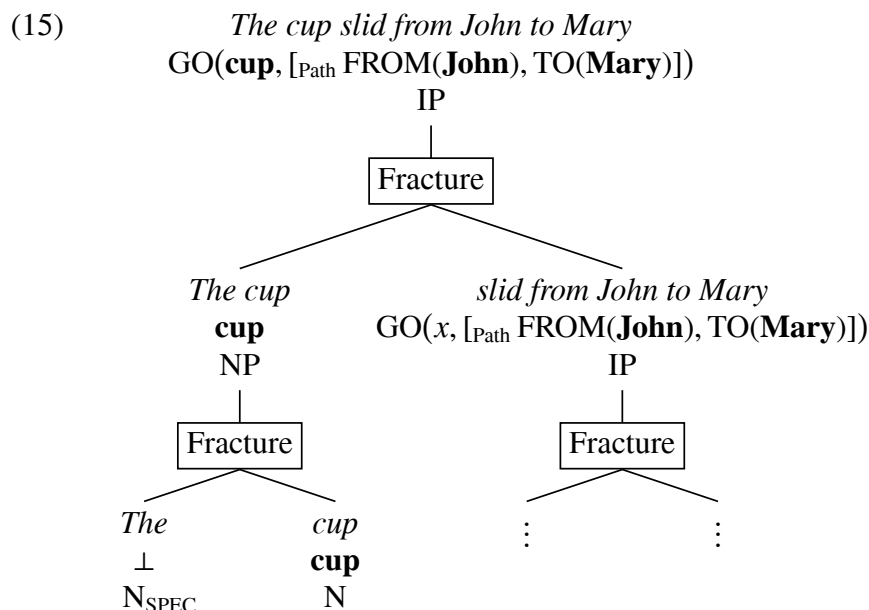 (15) The cup slid from John to Mary
GO(cup, [Path FROM(John), TO(Mary)])
IP
Fracture
The cup slid from John to Mary
cup GO(x, [Path FROM(John), TO(Mary)])
NP IP
Fracture Fracture
The cup ⋮ ⋮
⊥ cup
NSPEC N